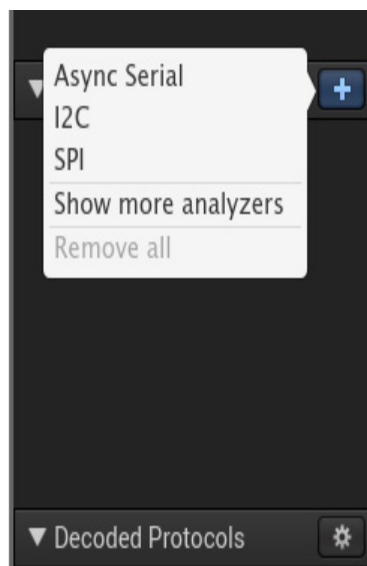 Async Serial
I2C
SPI
Show more analyzers
Remove all
Decoded Protocols